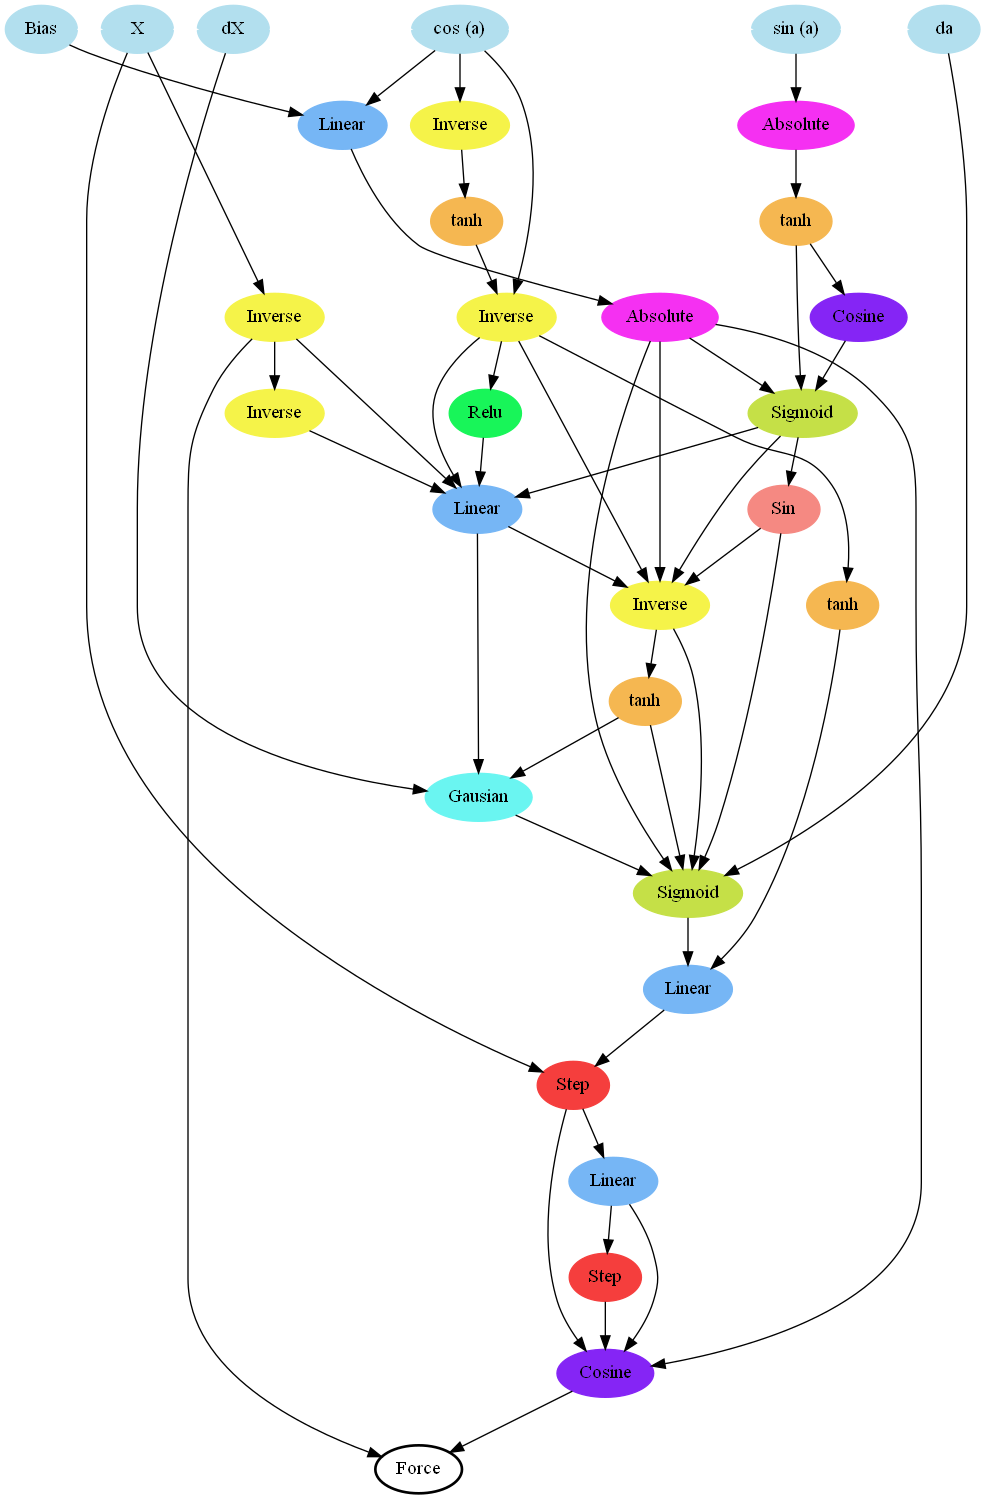 Bias
X
dX
cos (a)
sin (a)
da
Linear
Inverse
Absolute
tanh
tanh
Inverse
Inverse
Absolute
Cosine
Inverse
Relu
Sigmoid
Linear
Sin
Inverse
tanh
tanh
Gausian
Sigmoid
Linear
Step
Linear
Step
Cosine
Force